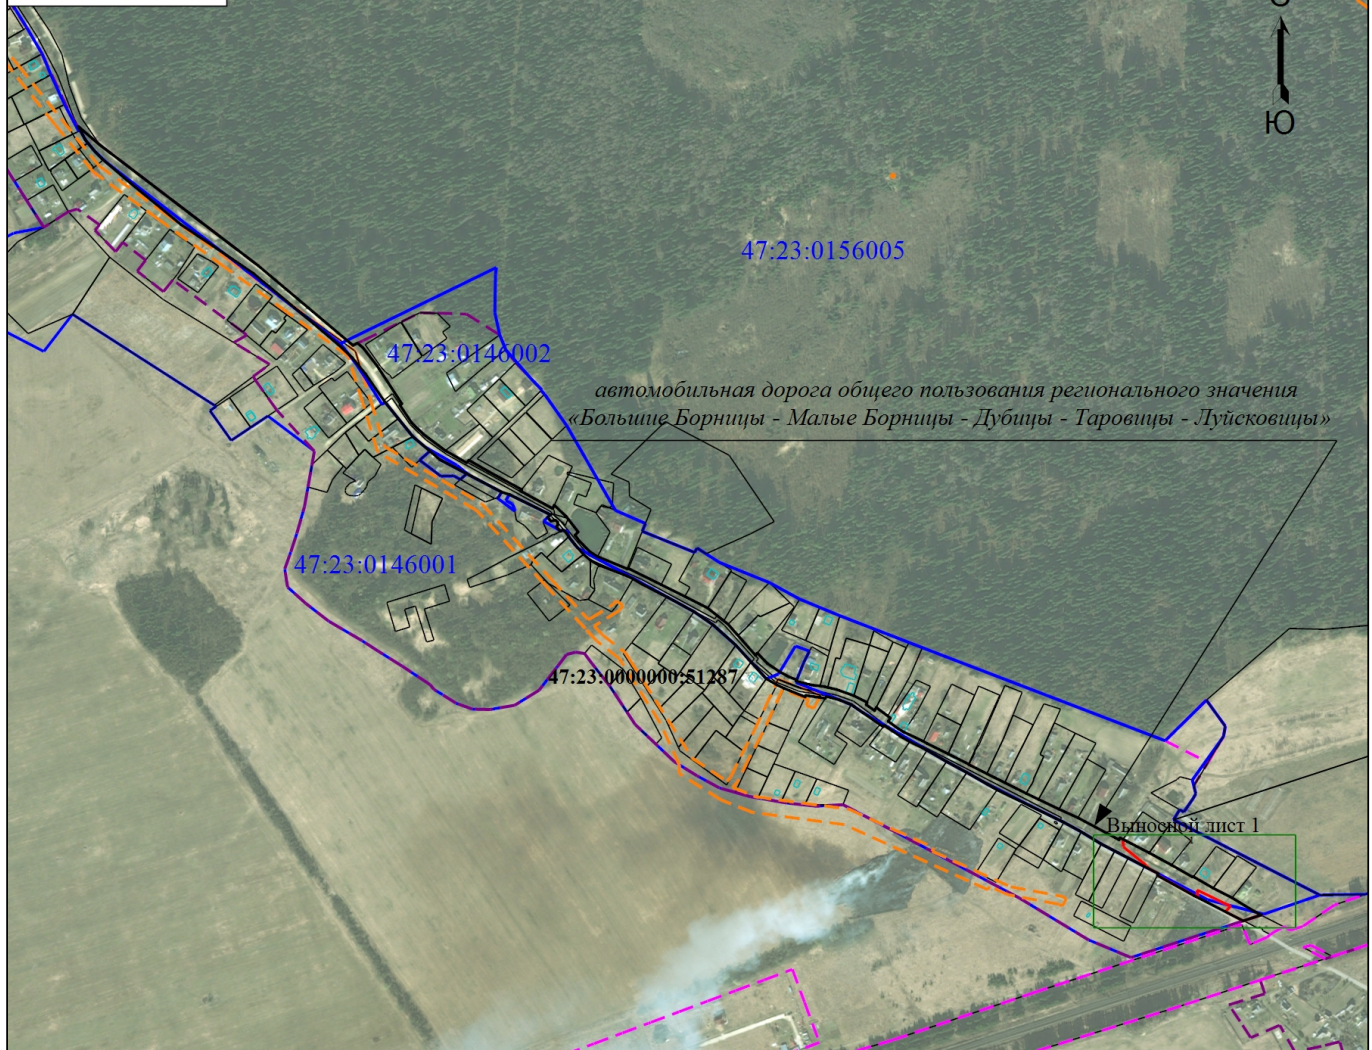 С
Ю
47:23:0156005
47:23:0146002
автомобильная дорога общего пользования регионального значения
«Большие Борницы - Малые Борницы - Дубицы - Таровицы - Луйсковицы»
47:23:0146001
47:23:0000000:51287
Выносной лист 1